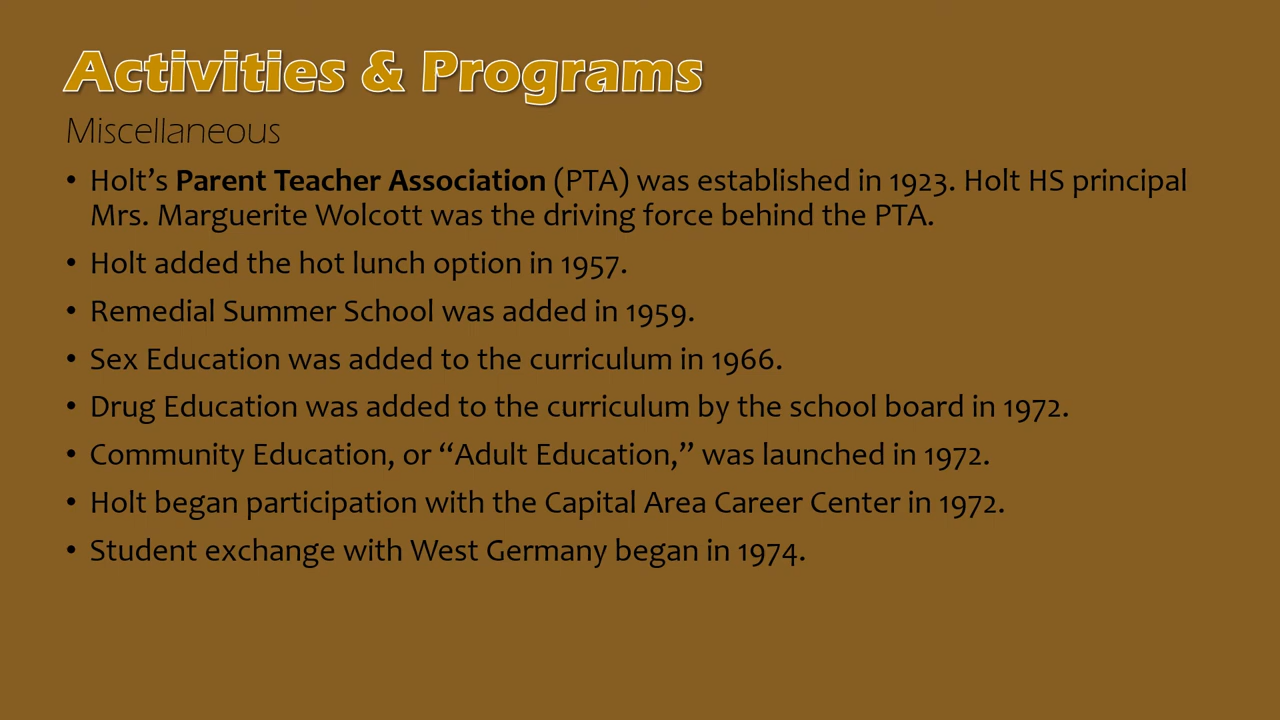 Activities & Programs
Miscellaneous
• Holt’s Parent Teacher Association (PTA) was established in 1923. Holt HS principal
Mrs. Marguerite Wolcott was the driving force behind the PTA.
• Holt added the hot lunch option in 1957.
• Remedial Summer School was added in 1959.
• Sex Education was added to the curriculum in 1966.
• Drug Education was added to the curriculum by the school board in 1972.
• Community Education, or “Adult Education,” was launched in 1972.
• Holt began participation with the Capital Area Career Center in 1972.
• Student exchange with West Germany began in 1974.